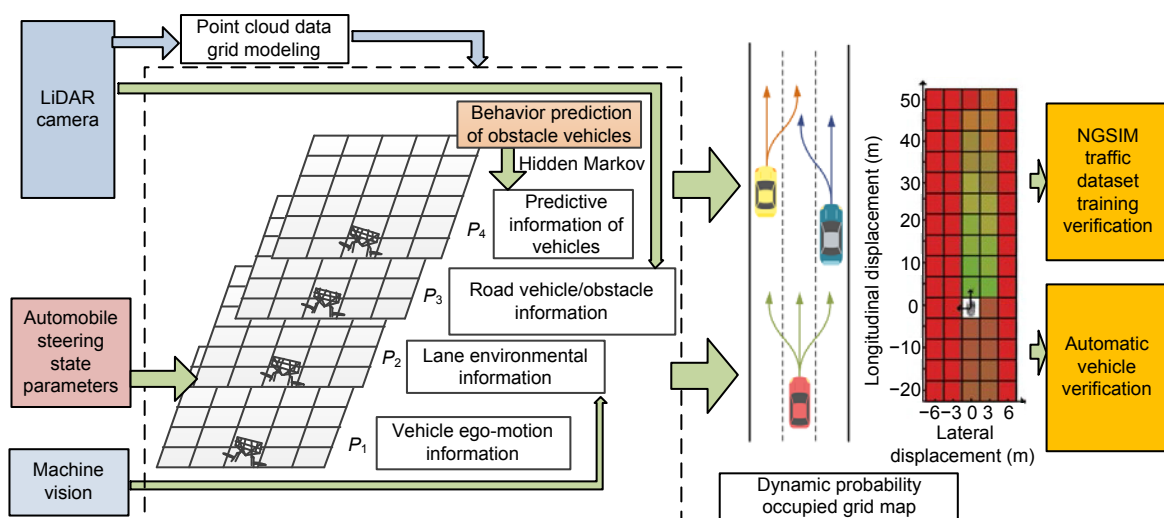 Point cloud data
grid modeling
LiDAR
camera
Behavior prediction
of obstacle vehicles
Hidden Markov
Predictive
information of
vehicles
P4
Road vehicle/obstacle
information
P3
Automobile
steering
state
parameters
Lane environmental
information
P2
Vehicle ego-motion
information
P1
Machine
vision
Longitudinal displacement (m)
50
40
30
20
10
0
−10
−20
−6 −3 0 3 6
Lateral
displacement (m)
Dynamic probability
occupied grid map
NGSIM
traffic
dataset
training
verification
Automatic
vehicle
verification